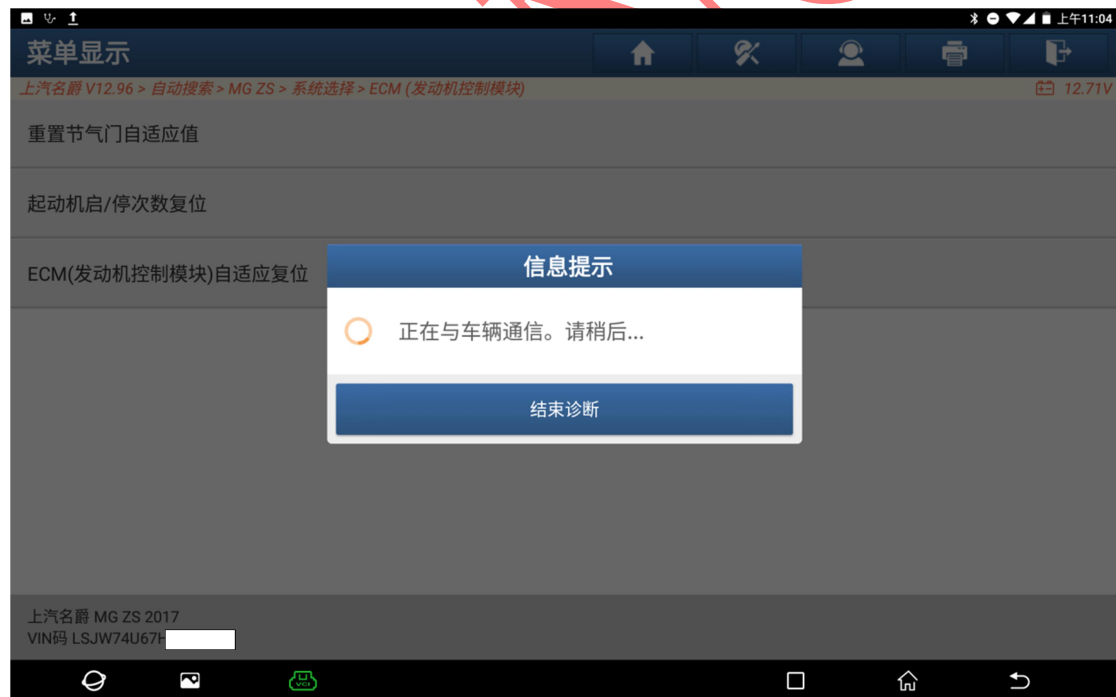 上午11:04
菜单显示
上汽名爵 V12.96 > 自动搜索 > MG ZS > 系统选择 > ECM (发动机控制模块)
12.71V
重置节气门自适应值
起动机启/停次数复位
ECM(发动机控制模块)自适应复位
信息提示
正在与车辆通信。请稍后...
结束诊断
上汽名爵 MG ZS 2017
VIN码 LSJW74U67H
VCI